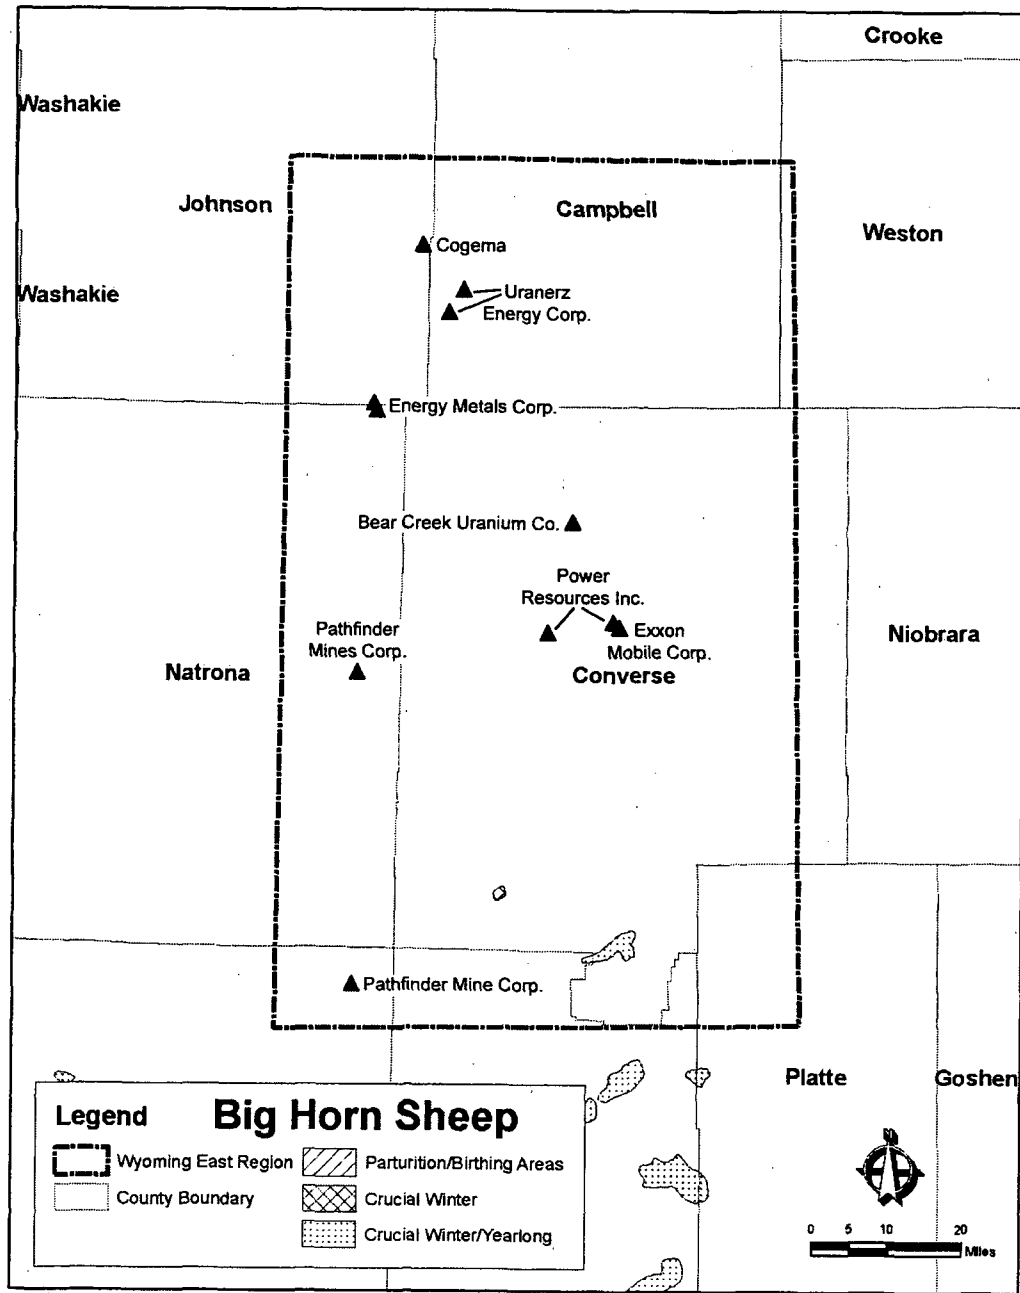 Crooke
Washakie
Johnson
Campbell
Weston
Cogema
Washakie
Uranerz
Energy Corp.
Energy Metals Corp.
Bear Creek Uranium Co.
Power
Resources Inc.
Pathfinder
Mines Corp.
Exxon
Mobile Corp.
Niobrara
Natrona
Converse
Pathfinder Mine Corp.
Platte
Goshen
Legend
Big Horn Sheep
Wyoming East Region
Parturition/Birthing Areas
County Boundary
Crucial Winter
Crucial Winter/Yearlong
N
0 5 10 20
Miles